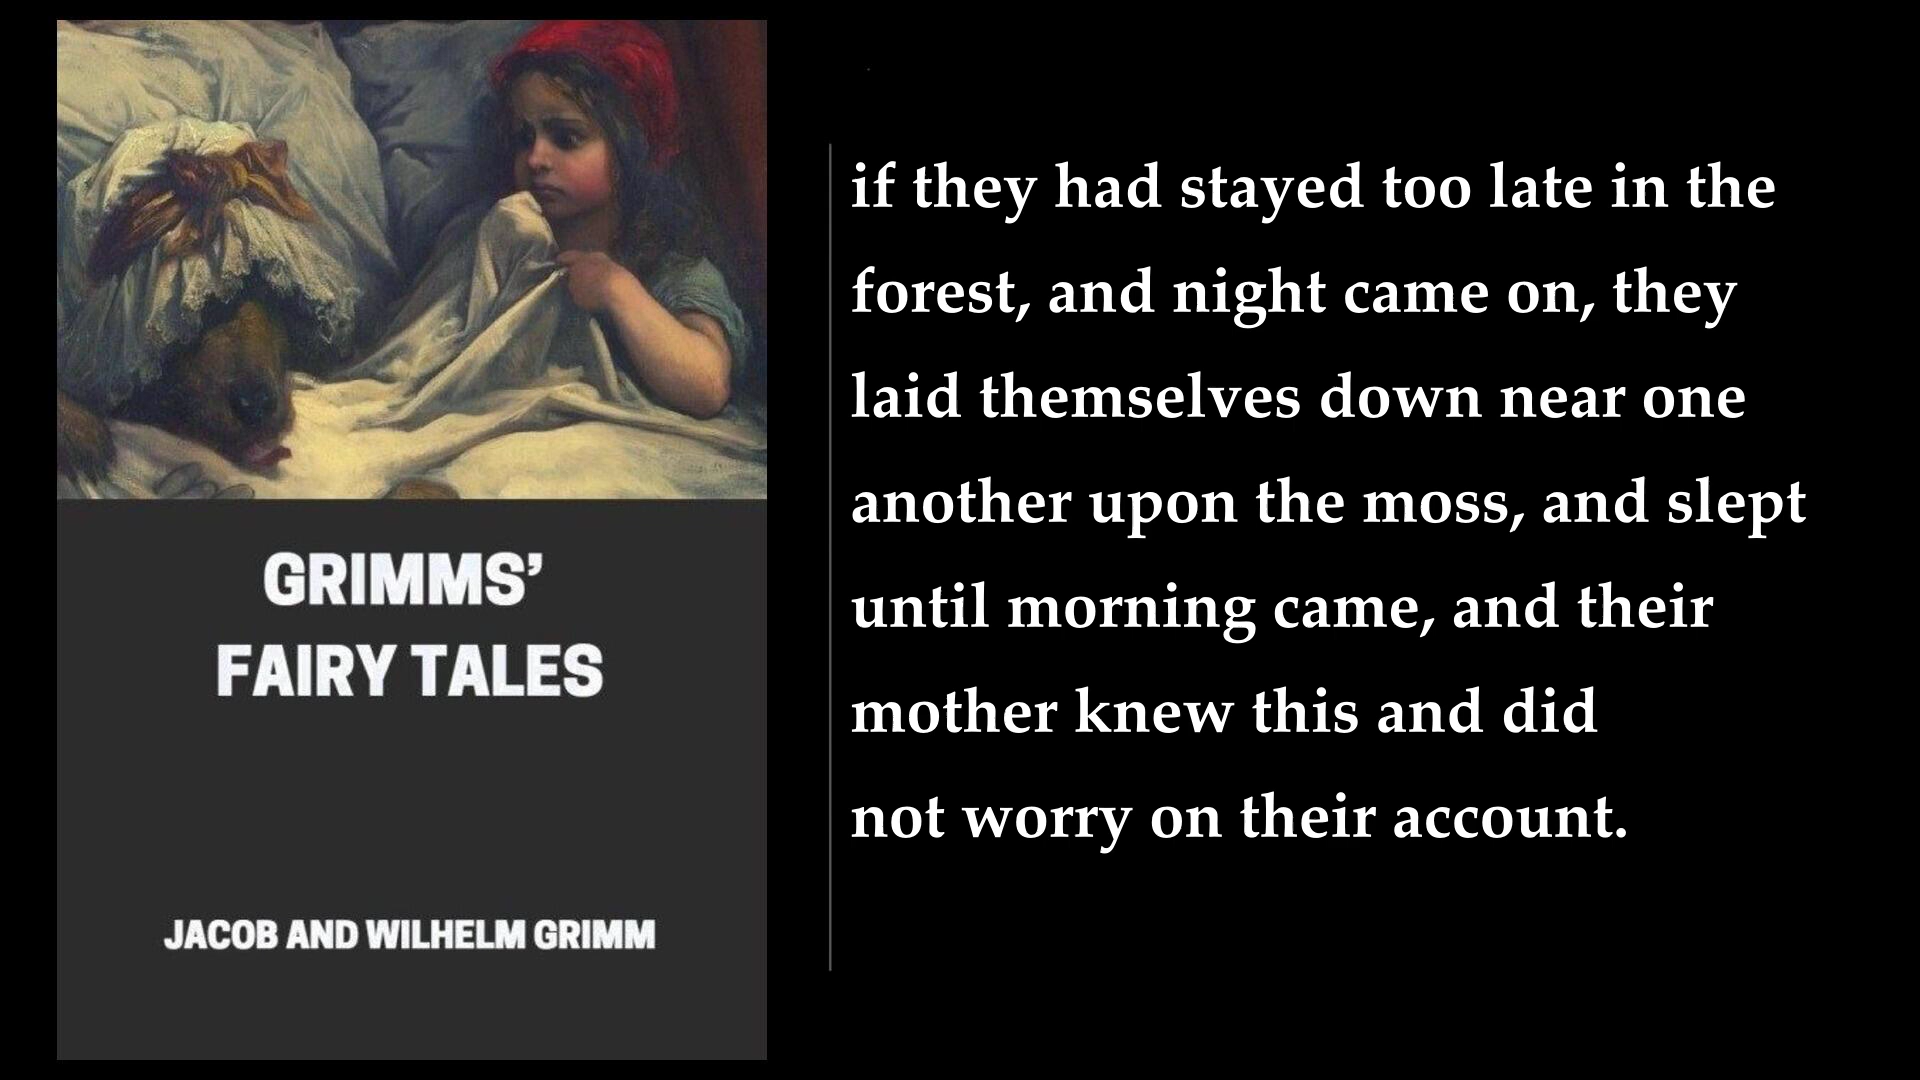 GRIMMS’
FAIRY TALES
JACOB AND WILHELM GRIMM
if they had stayed too late in the
forest, and night came on, they
laid themselves down near one
another upon the moss, and slept
until morning came, and their
mother knew this and did
not worry on their account.